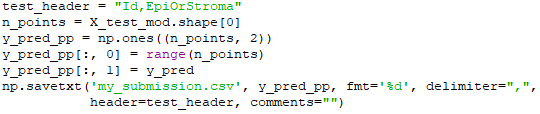 test_header = "Id,EpiOrStroma"
n_points = X_test_mod.shape[0]
y_pred_pp = np.ones((n_points, 2))
y_pred_pp[:, 0] = range(n_points)
y_pred_pp[:, 1] = y_pred
np.savetxt('my_submission.csv', y_pred_pp, fmt='%d', delimiter=",",
           header=test_header, comments="")